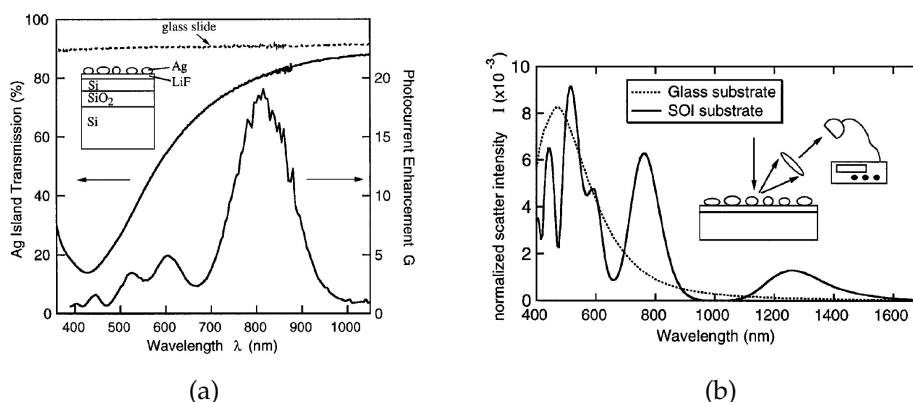 (a)
glass slide
100
80
60
40
20
0
Ag Island Transmission (%)
Ag
LiF
Si
SiO2
Si
20
15
10
5
0
Photocurrent Enhancement G
400 500 600 700 800 900 1000
Wavelength λ (nm)
(a)
(b)
10
8
6
4
2
0
normalized scatter intensity I (x10⁻³)
Glass substrate
SOI substrate
400 600 800 1000 1200 1400 1600
Wavelength (nm)
(b)